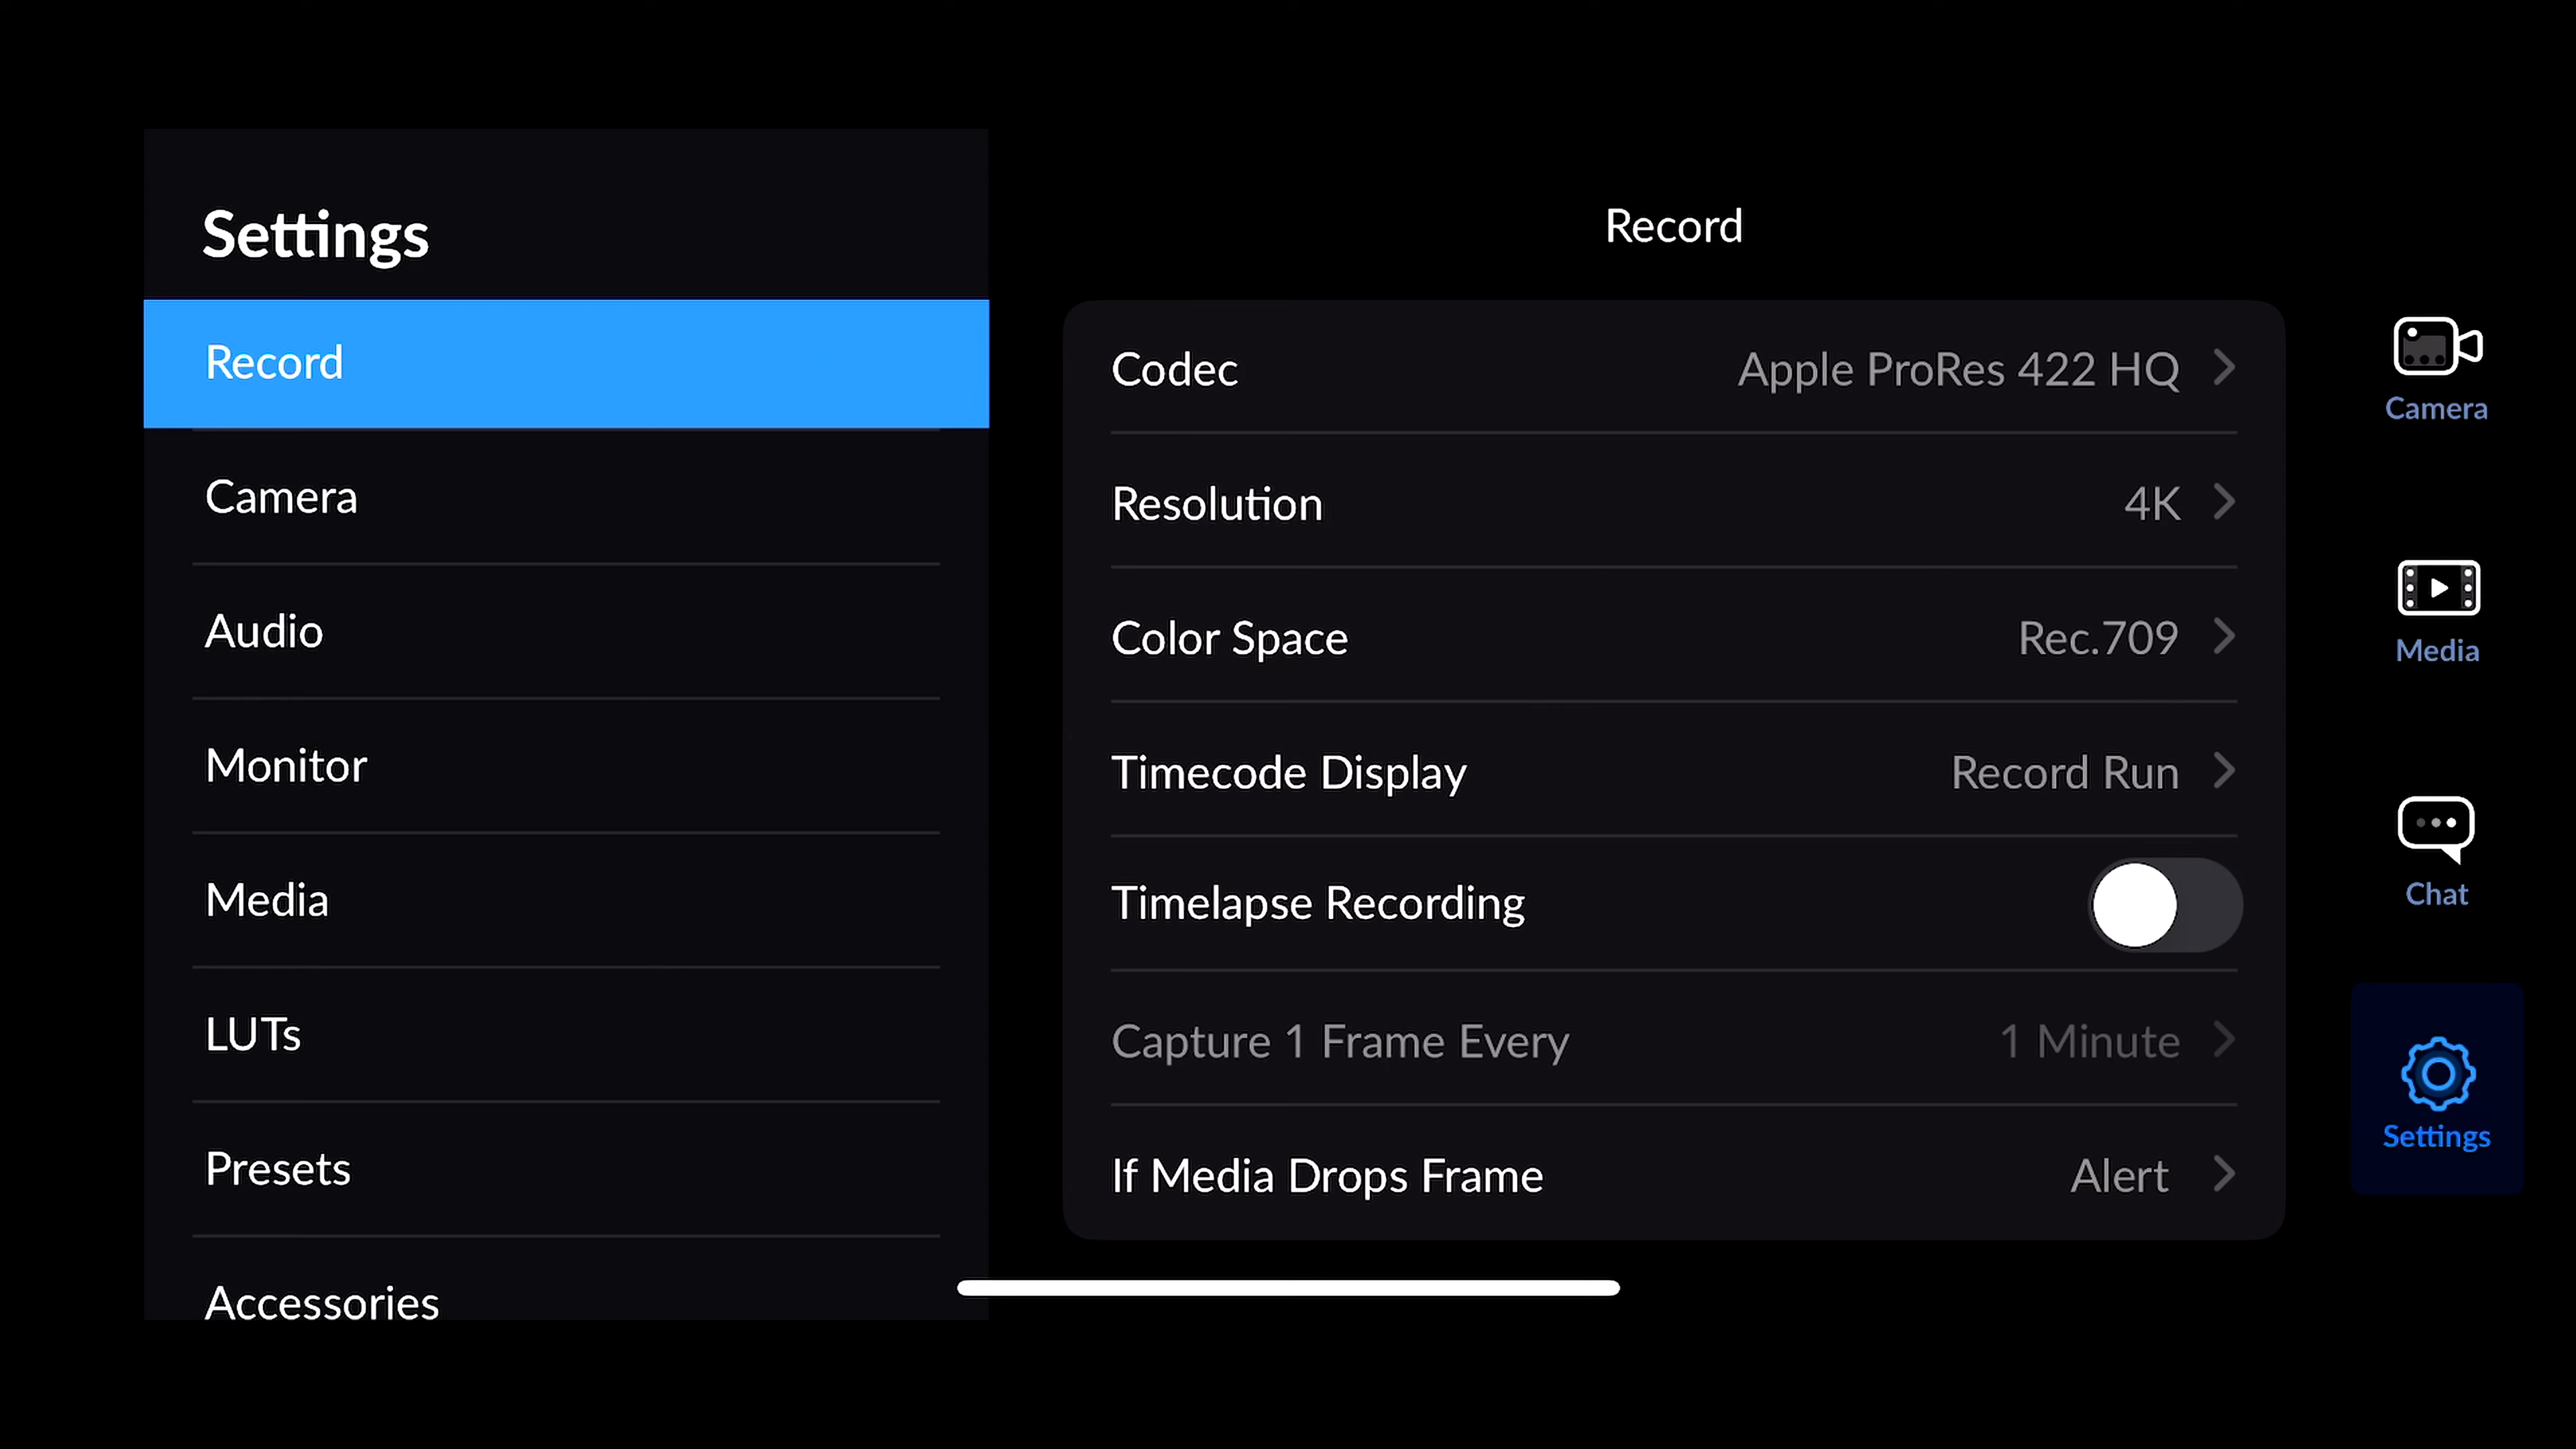 Settings
Record
Camera
Audio
Monitor
Media
LUTs
Presets
Accessories
Record
Codec Apple ProRes 422 HQ
Resolution 4K
Color Space Rec.709
Timecode Display Record Run
Timelapse Recording
Capture 1 Frame Every 1 Minute
If Media Drops Frame Alert
Camera
Media
Chat
Settings